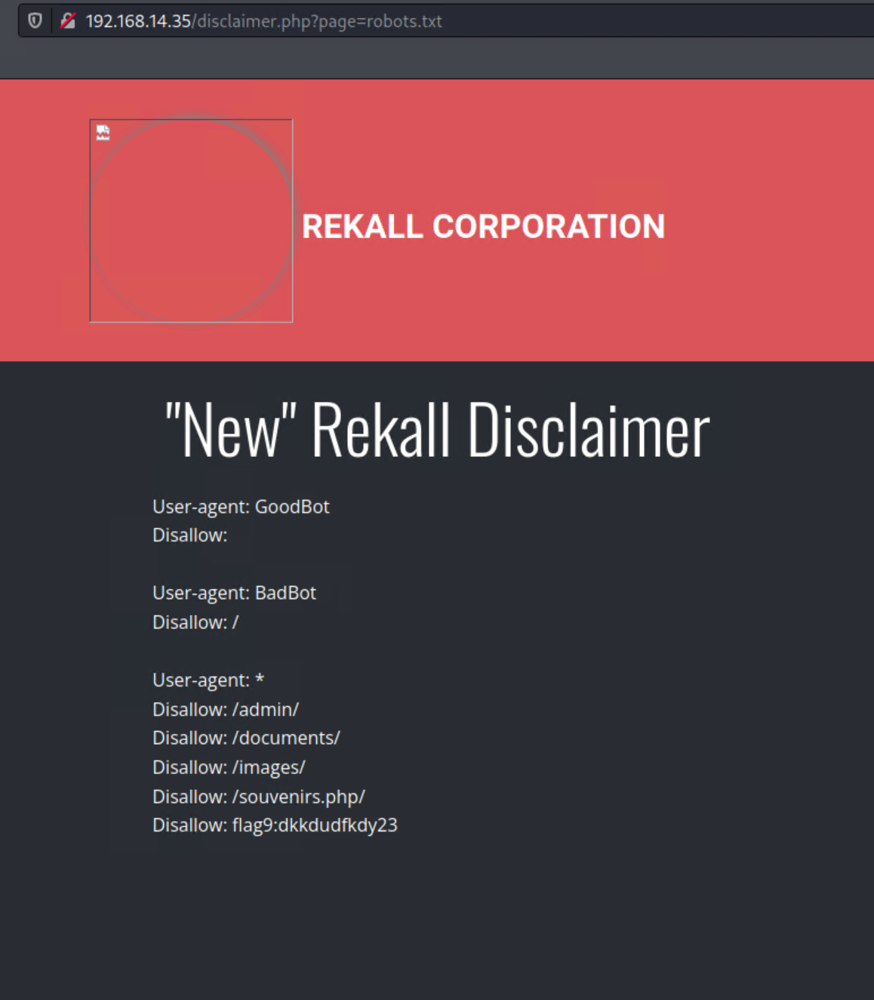 192.168.14.35/disclaimer.php?page=robots.txt
REKALL CORPORATION
"New" Rekall Disclaimer
User-agent: GoodBot
Disallow:
User-agent: BadBot
Disallow: /
User-agent: *
Disallow: /admin/
Disallow: /documents/
Disallow: /images/
Disallow: /souvenirs.php/
Disallow: flag9:dkkdudfkdy23